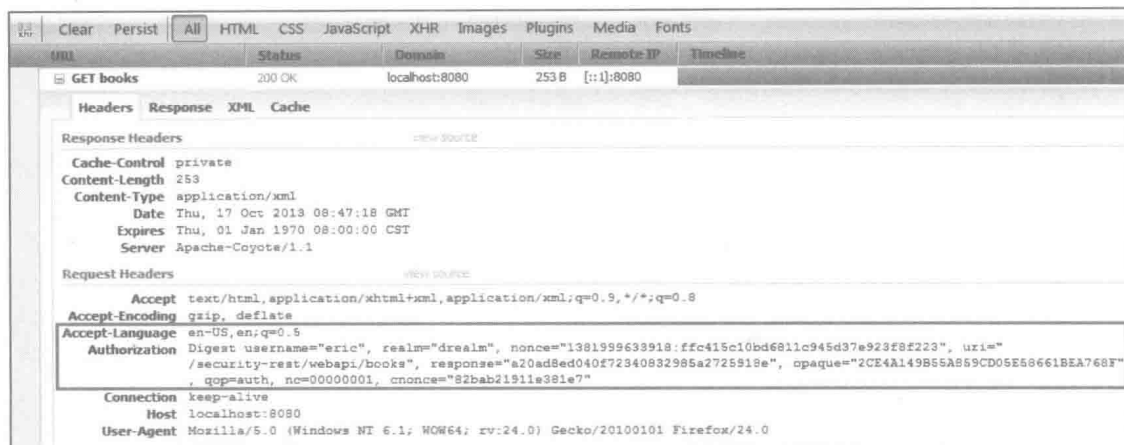 Clear Persist All HTML CSS JavaScript XHR Images Plugins Media Fonts
URL Status Domain Size Remote IP Timeline
GET books 200 OK localhost:8080 253 B [::1]:8080
Headers Response XML Cache
Response Headers view source
Cache-Control private
Content-Length 253
Content-Type application/xml
Date Thu, 17 Oct 2013 08:47:18 GMT
Expires Thu, 01 Jan 1970 08:00:00 CST
Server Apache-Coyote/1.1
Request Headers view source
Accept text/html,application/xhtml+xml,application/xml;q=0.9,*/*;q=0.8
Accept-Encoding gzip, deflate
Accept-Language en-US,en;q=0.5
Authorization Digest username="eric", realm="drealm", nonce="1381999633918:ffc415c10bd6811c945d37e923f8f223", uri="
/security-rest/webapi/books", response="a20ad8ed040f72340832985a2725918e", opaque="2CE4A149B55A859CD05E58661BEA768F"
, qop=auth, nc=00000001, cnonce="82bab21911e381e7"
Connection keep-alive
Host localhost:8080
User-Agent Mozilla/5.0 (Windows NT 6.1; WOW64; rv:24.0) Gecko/20100101 Firefox/24.0